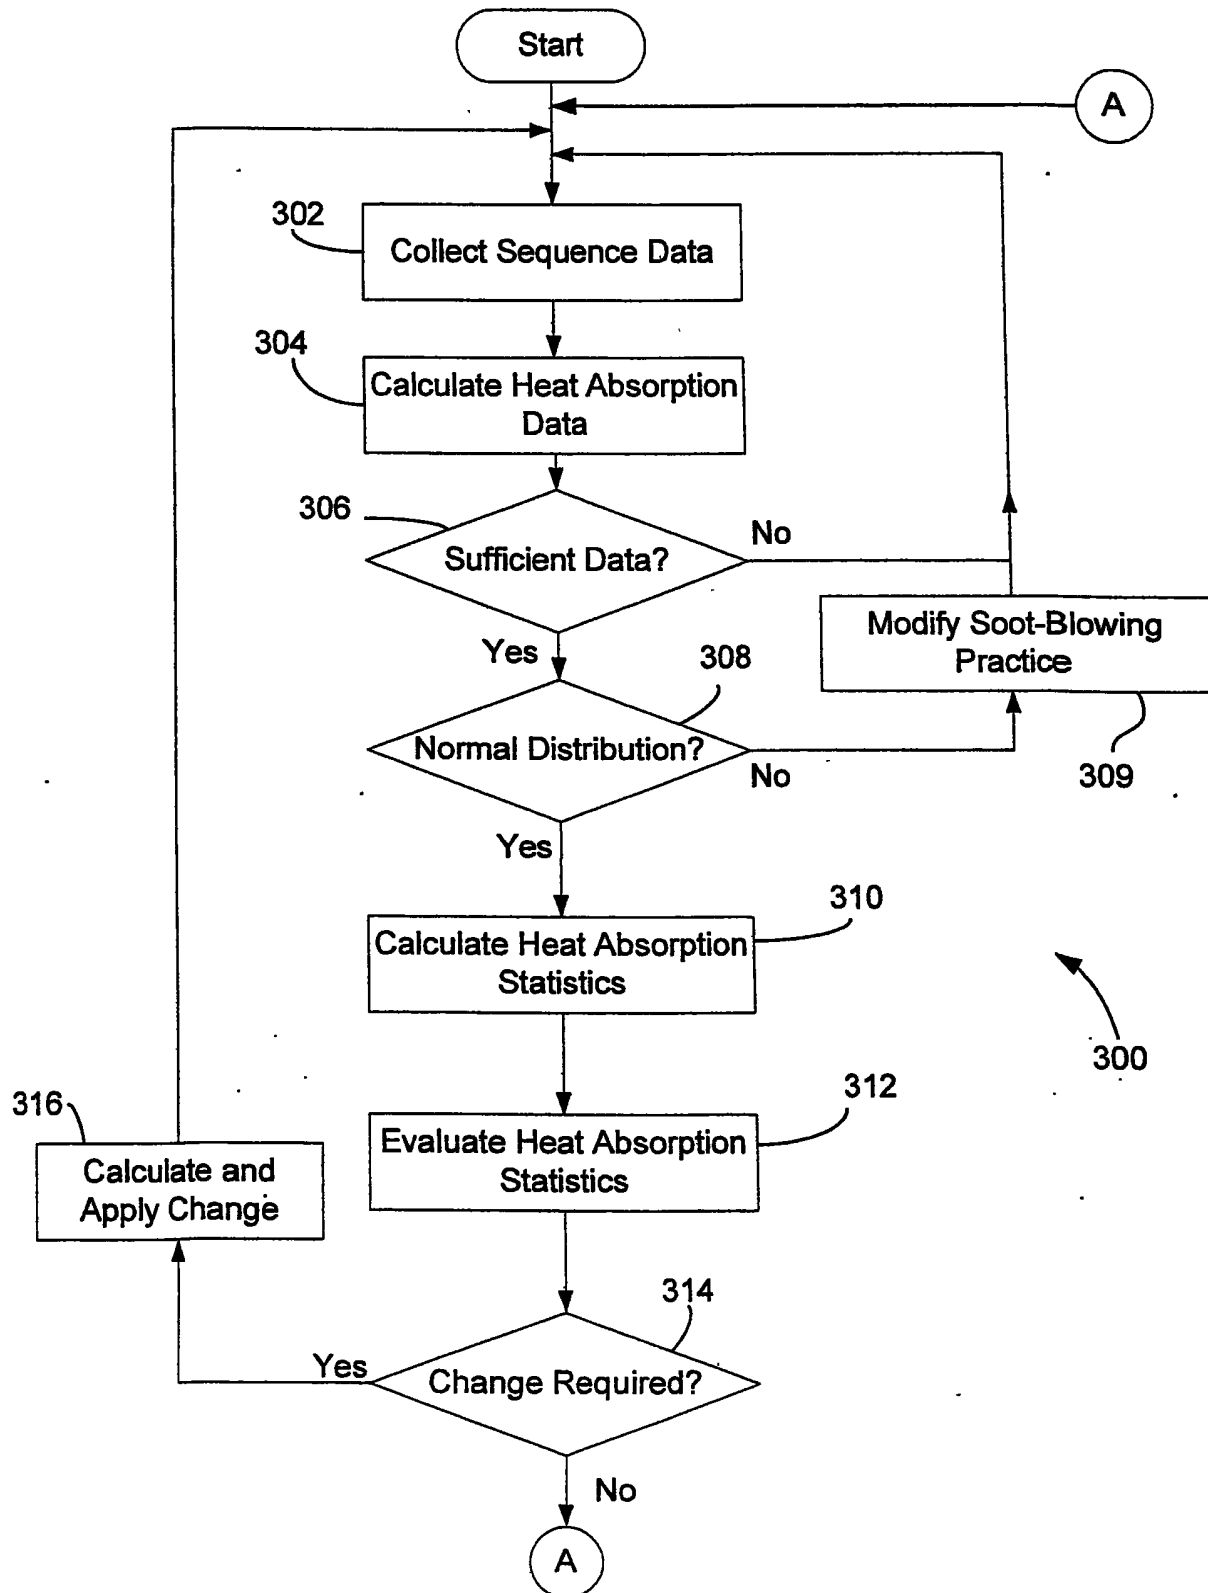 Start
A
302
Collect Sequence Data
304
Calculate Heat Absorption
Data
306
Sufficient Data?
No
Modify Soot-Blowing
Practice
Yes
308
Normal Distribution?
No
309
Yes
310
Calculate Heat Absorption
Statistics
300
312
316
Evaluate Heat Absorption
Statistics
Calculate and
Apply Change
314
Yes
Change Required?
No
A